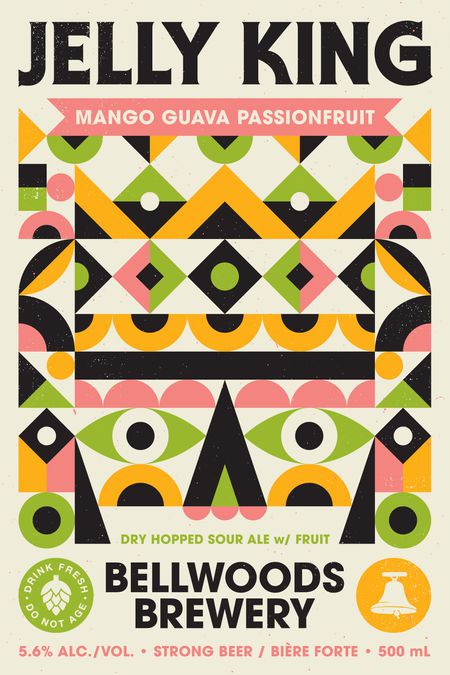 JELLY KING
MANGO GUAVA PASSIONFRUIT
DRY HOPPED SOUR ALE w/ FRUIT
DRINK FRESH
DO NOT AGE
BELLWOODS
BREWERY
5.6% ALC./VOL. • STRONG BEER / BIÈRE FORTE • 500 mL